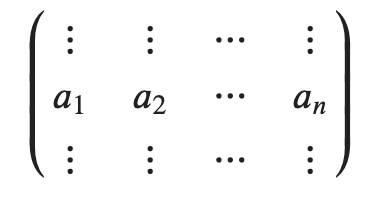 ⋮ ⋮ ⋯ ⋮
a₁ a₂ ⋯ aₙ
⋮ ⋮ ⋯ ⋮